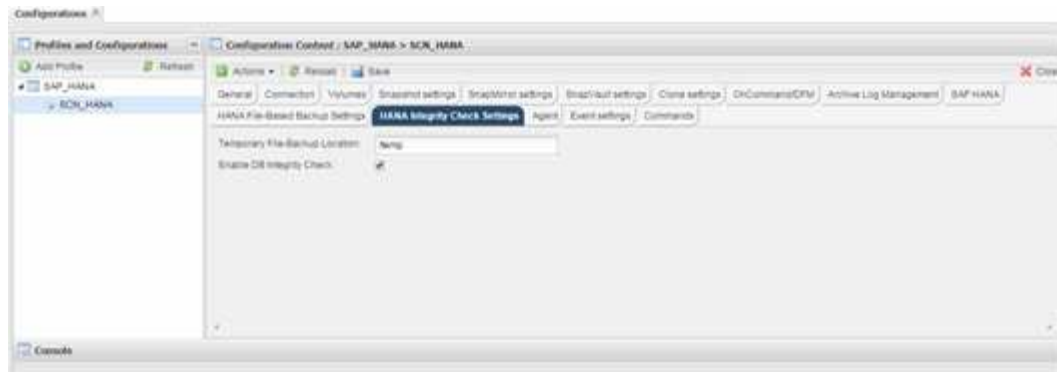 Configurations
Profiles and Configurations
Configuration Content : SAP_HANA > SCN_HANA
Add Profile Refresh
Actions Reload Save
Close
SAP_HANA
SCN_HANA
General Connection Volumes Snapshot settings SnapMirror settings SnapVault settings Clone settings OnCommand/DFM Archive Log Management SAP HANA
HANA File-Based Backup Settings HANA Integrity Check Settings Agent Event settings Commands
Temporary File-Backup Location:
Enable DB Integrity Check:
Console